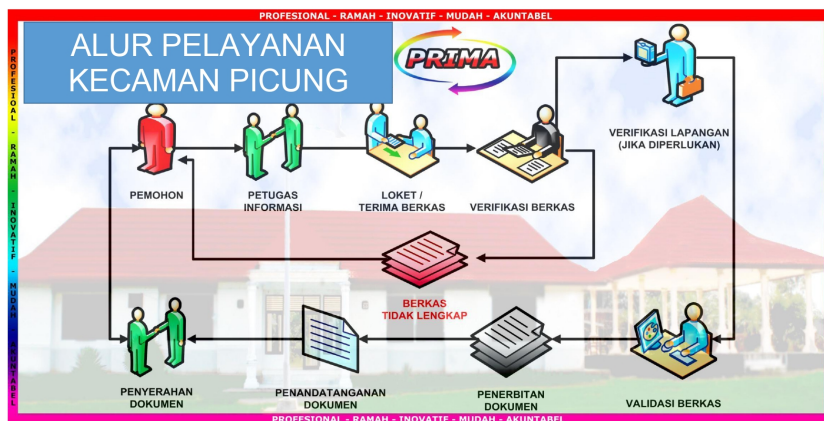 PROFESIONAL - RAMAH - INOVATIF - MUDAH - AKUNTABEL
ALUR PELAYANAN
KECAMAN PICUNG
PRIMA
PROFESIOAL - RAMAH - INOVATIF - MUDAH - AKUNTABEL
PEMOHON
PETUGAS
INFORMASI
LOKET /
TERIMA BERKAS
VERIFIKASI BERKAS
VERIFIKASI LAPANGAN
(JIKA DIPERLUKAN)
BERKAS
TIDAK LENGKAP
PENYERAHAN
DOKUMEN
PENANDATANGANAN
DOKUMEN
PENERBITAN
DOKUMEN
VALIDASI BERKAS
PROFESIONAL - RAMAH - INOVATIF - MUDAH - AKUNTABEL